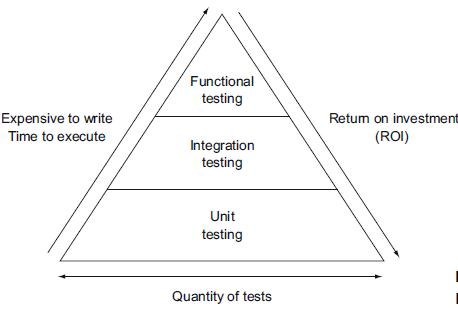 Functional
testing
Expensive to write
Time to execute
Return on investment
(ROI)
Integration
testing
Unit
testing
Quantity of tests